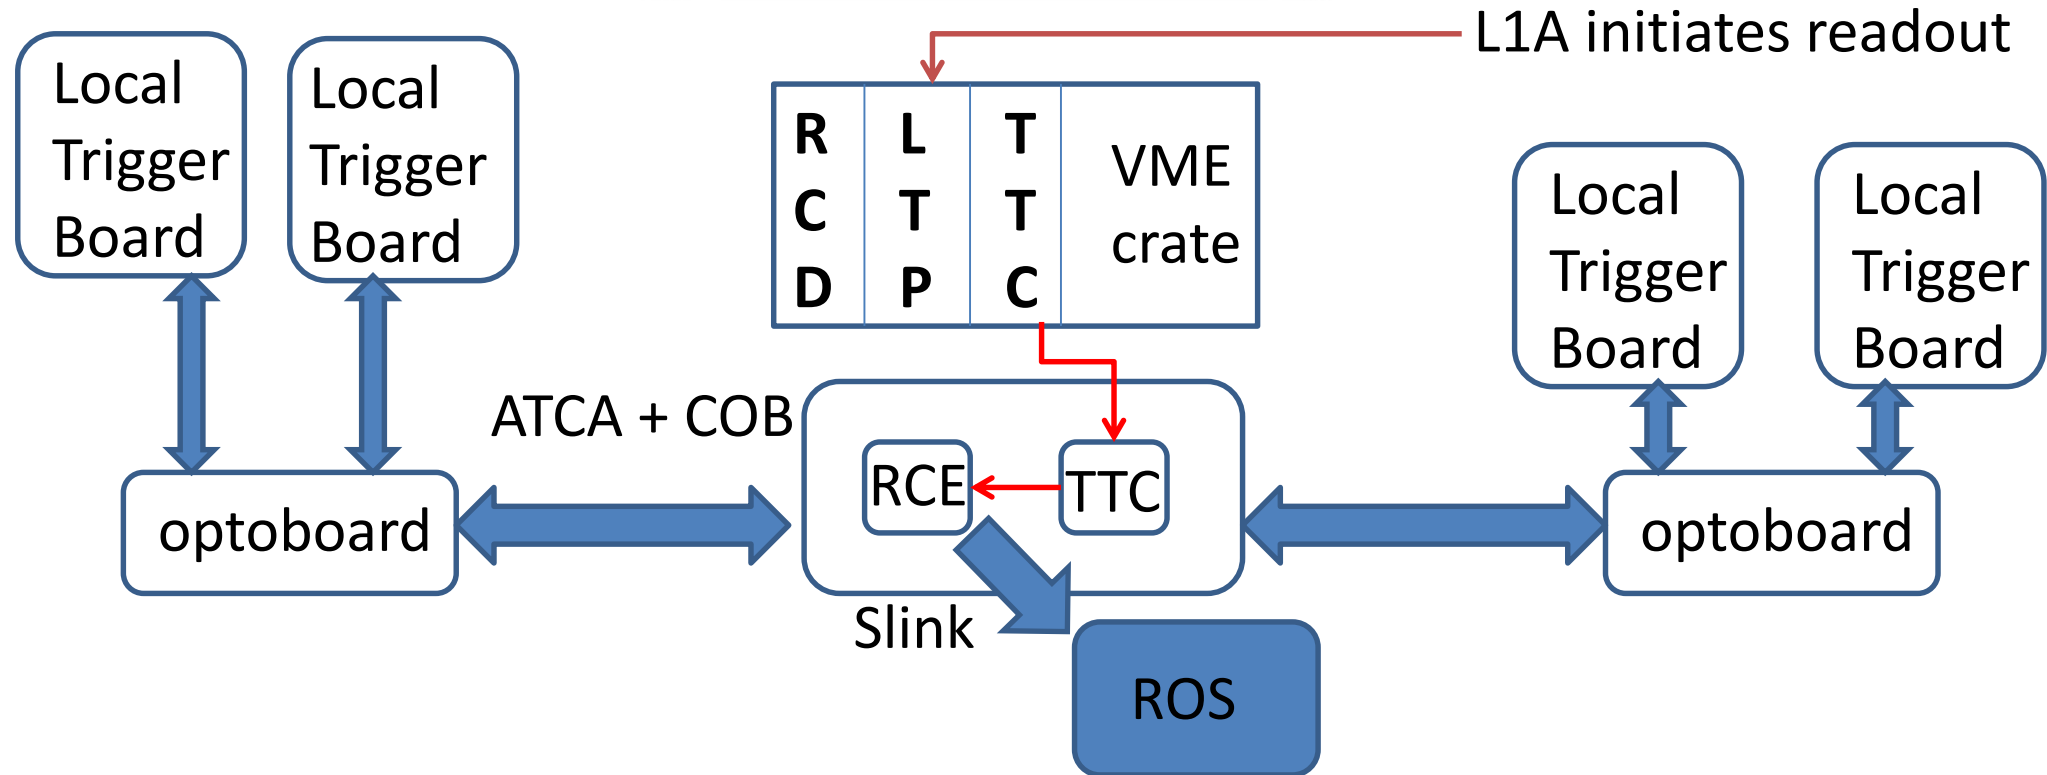 L1A initiates readout
Local
Trigger
Board
Local
Trigger
Board
R
C
D
L
T
P
T
T
C
VME
crate
Local
Trigger
Board
Local
Trigger
Board
ATCA + COB
RCE
TTC
optoboard
optoboard
Slink
ROS